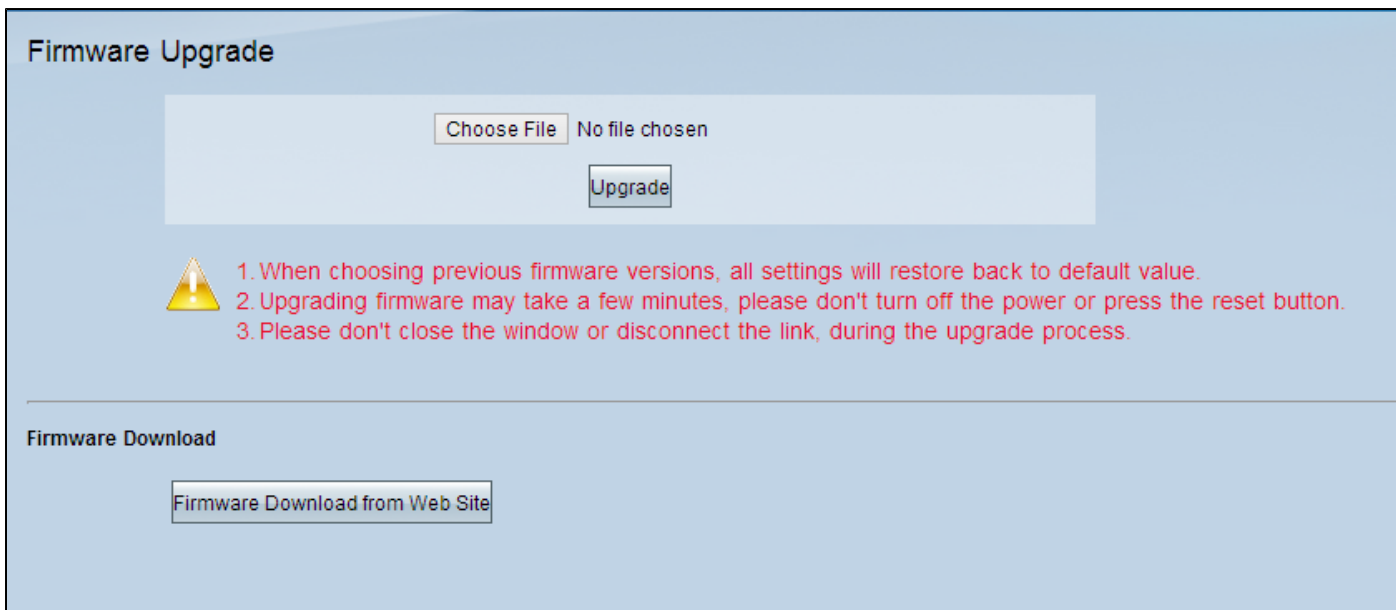 Firmware Upgrade
Choose File No file chosen
Upgrade
1. When choosing previous firmware versions, all settings will restore back to default value.
2. Upgrading firmware may take a few minutes, please don't turn off the power or press the reset button.
3. Please don't close the window or disconnect the link, during the upgrade process.
Firmware Download
Firmware Download from Web Site